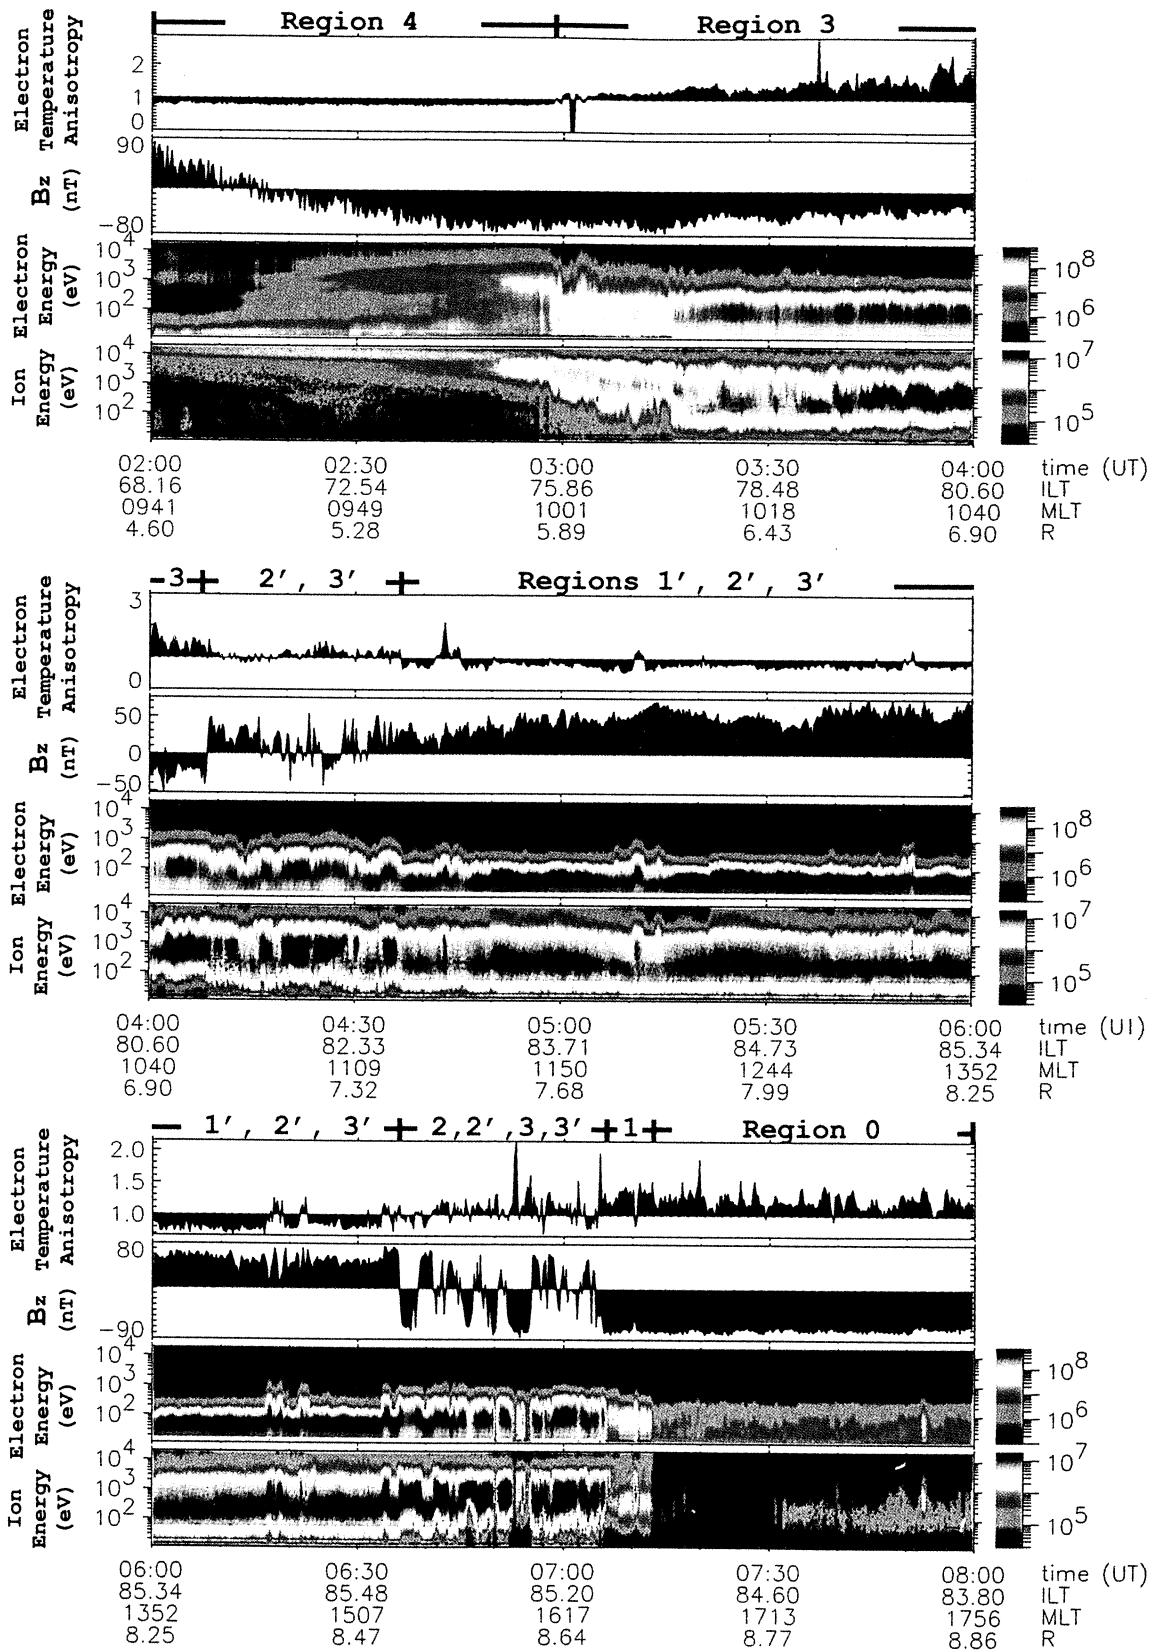 Region 4 Region 3
Electron Temperature Anisotropy
2
1
0
Bz (nT)
90
-80
Electron Energy (eV)
10^4
10^3
10^2
10^8
10^6
Ion Energy (eV)
10^4
10^3
10^2
10^7
10^5
02:00 02:30 03:00 03:30 04:00 time (UT)
68.16 72.54 75.86 78.48 80.60 ILT
0941 0949 1001 1018 1040 MLT
4.60 5.28 5.89 6.43 6.90 R
3 2', 3' Regions 1', 2', 3'
Electron Temperature Anisotropy
3
0
Bz (nT)
50
0
-50
Electron Energy (eV)
10^4
10^3
10^2
10^8
10^6
Ion Energy (eV)
10^4
10^3
10^2
10^7
10^5
04:00 04:30 05:00 05:30 06:00 time (UT)
80.60 82.33 83.71 84.73 85.34 ILT
1040 1109 1150 1244 1352 MLT
6.90 7.32 7.68 7.99 8.25 R
1', 2', 3' 2,2',3,3' 1 Region 0
Electron Temperature Anisotropy
2.0
1.5
1.0
Bz (nT)
80
-90
Electron Energy (eV)
10^4
10^3
10^2
10^8
10^6
Ion Energy (eV)
10^4
10^3
10^2
10^7
10^5
06:00 06:30 07:00 07:30 08:00 time (UT)
85.34 85.48 85.20 84.60 83.80 ILT
1352 1507 1617 1713 1756 MLT
8.25 8.47 8.64 8.77 8.86 R